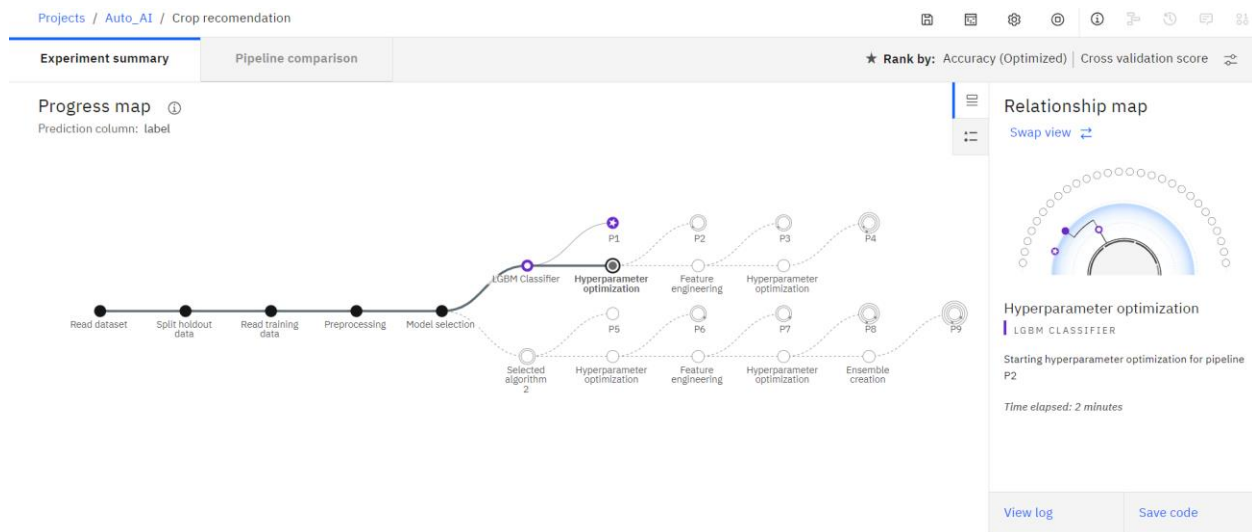 Projects / Auto_AI / Crop recomendation
Experiment summary
Pipeline comparison
★ Rank by: Accuracy (Optimized) | Cross validation score
Progress map
Prediction column: label
P1
P2
P3
P4
LGBM Classifier
Hyperparameter
optimization
Feature
engineering
Hyperparameter
optimization
Read dataset
Split holdout
data
Read training
data
Preprocessing
Model selection
P5
P6
P7
P8
P9
Selected
algorithm
2
Hyperparameter
optimization
Feature
engineering
Hyperparameter
optimization
Ensemble
creation
Relationship map
Swap view
Hyperparameter optimization
LGBM CLASSIFIER
Starting hyperparameter optimization for pipeline
P2
Time elapsed: 2 minutes
View log
Save code